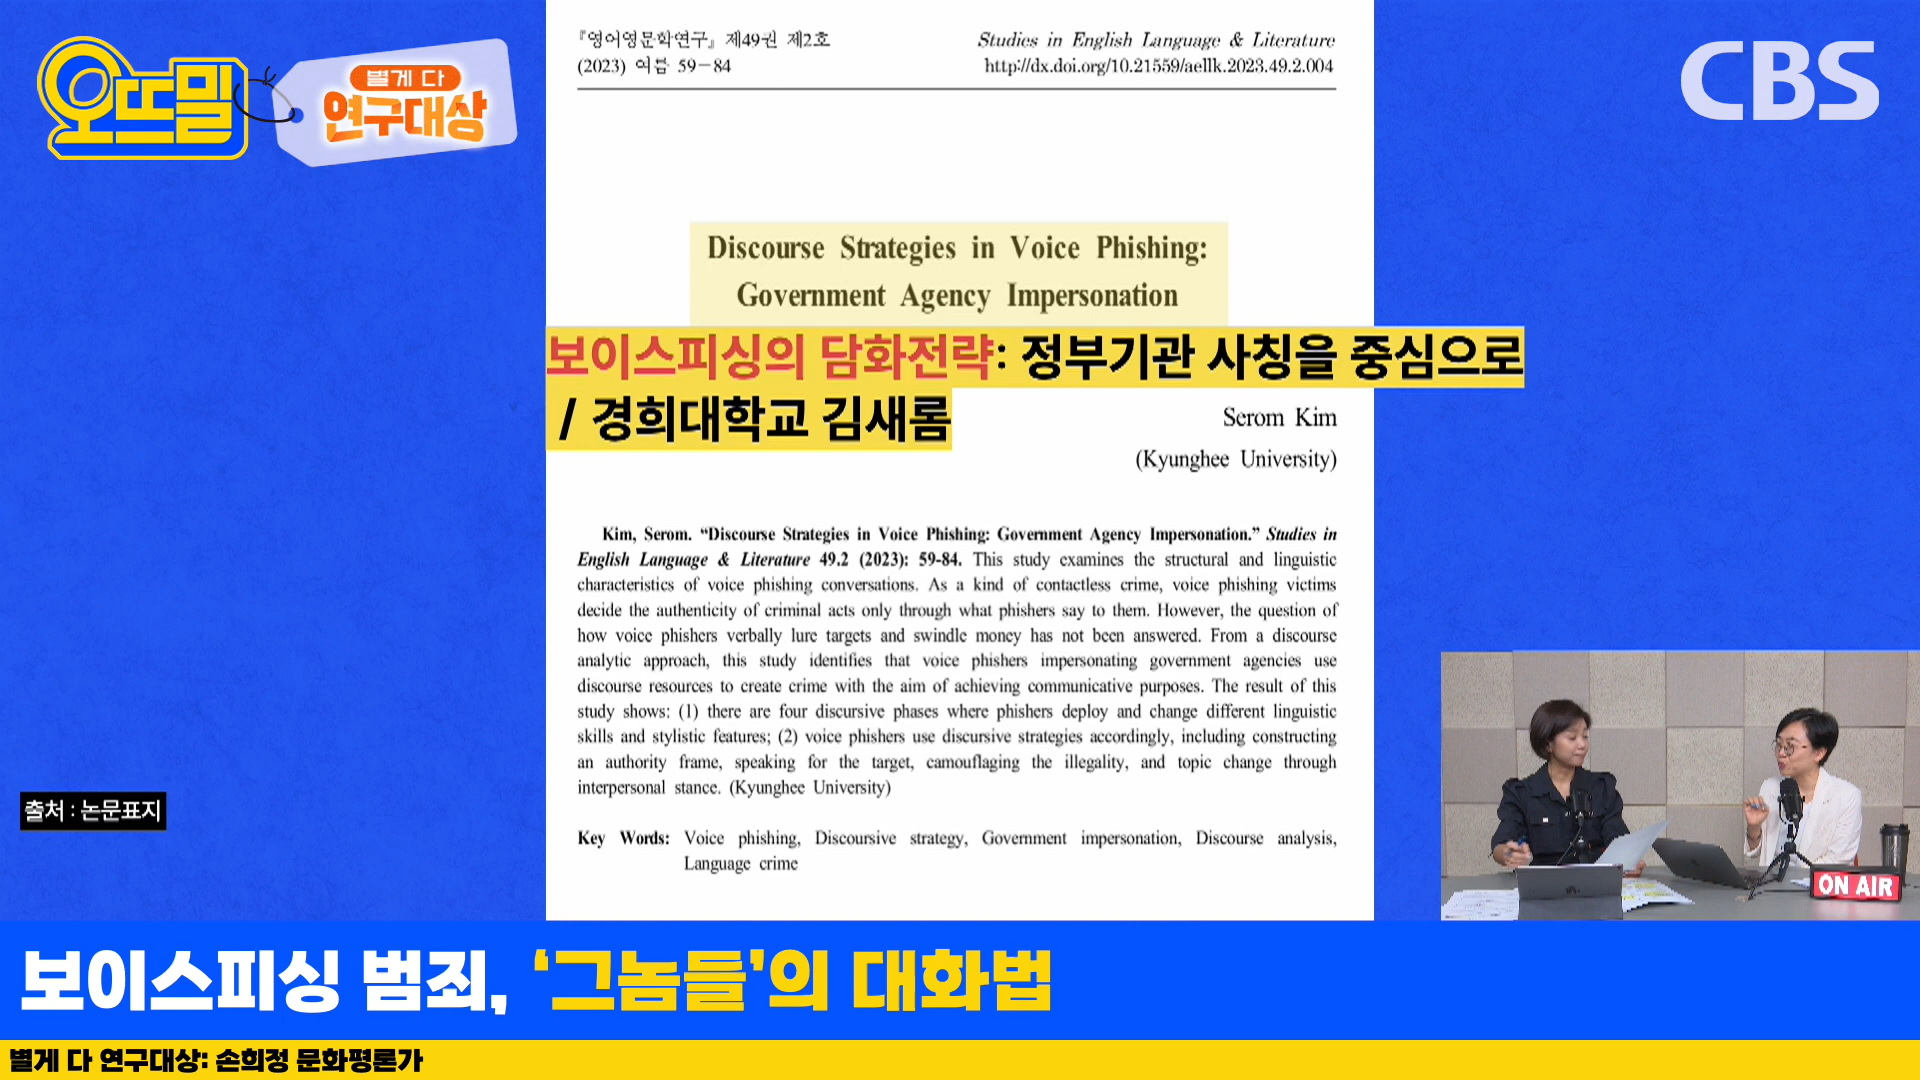 오뜨밀
별게 다
연구대상
CBS
『영어영문학연구』 제49권 제2호
(2023) 여름 59-84
Studies in English Language & Literature
http://dx.doi.org/10.21559/aellk.2023.49.2.004
Discourse Strategies in Voice Phishing:
Government Agency Impersonation
보이스피싱의 담화전략: 정부기관 사칭을 중심으로
/ 경희대학교 김새롬
Serom Kim
(Kyunghee University)
Kim, Serom. “Discourse Strategies in Voice Phishing: Government Agency Impersonation.” Studies in
English Language & Literature 49.2 (2023): 59-84. This study examines the structural and linguistic
characteristics of voice phishing conversations. As a kind of contactless crime, voice phishing victims
decide the authenticity of criminal acts only through what phishers say to them. However, the question of
how voice phishers verbally lure targets and swindle money has not been answered. From a discourse
analytic approach, this study identifies that voice phishers impersonating government agencies use
discourse resources to create crime with the aim of achieving communicative purposes. The result of this
study shows: (1) there are four discursive phases where phishers deploy and change different linguistic
skills and stylistic features; (2) voice phishers use discursive strategies accordingly, including constructing
an authority frame, speaking for the target, camouflaging the illegality, and topic change through
interpersonal stance. (Kyunghee University)
Key Words: Voice phishing, Discoursive strategy, Government impersonation, Discourse analysis,
Language crime
출처 : 논문표지
ON AIR
보이스피싱 범죄, ‘그놈들’의 대화법
별게 다 연구대상: 손희정 문화평론가